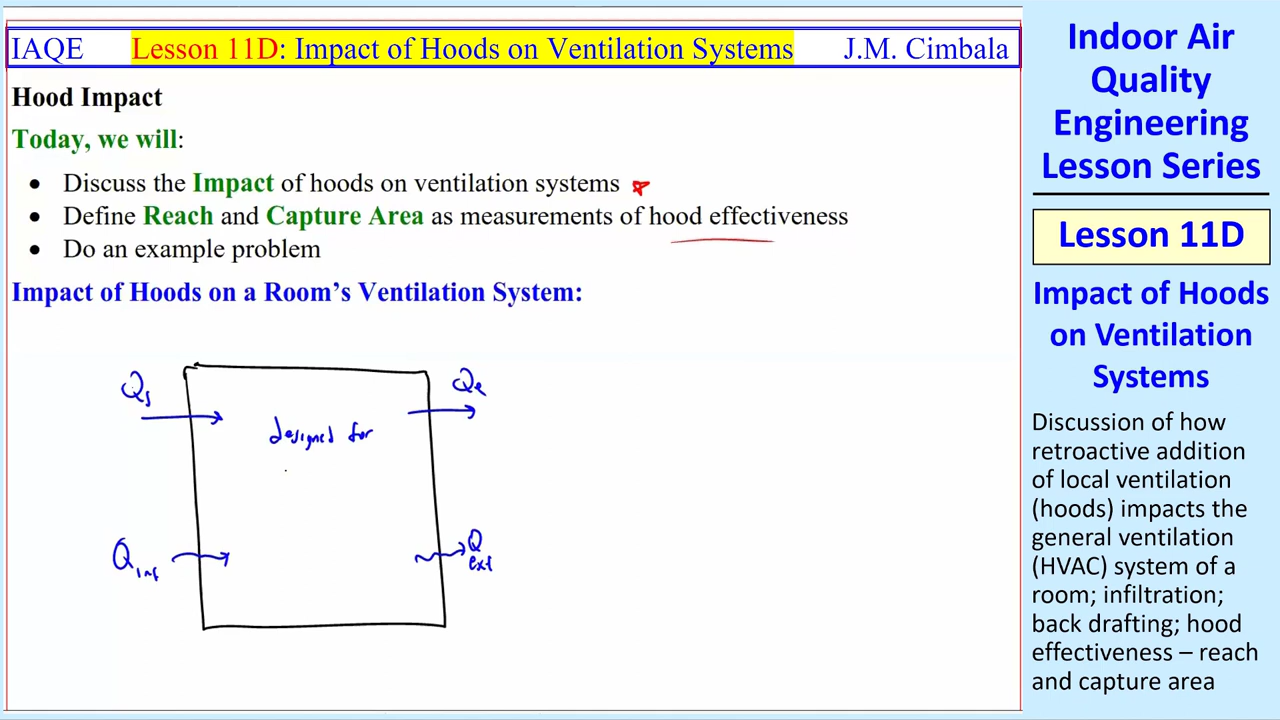 IAQE Lesson 11D: Impact of Hoods on Ventilation Systems J.M. Cimbala
Hood Impact
Today, we will:
• Discuss the Impact of hoods on ventilation systems
• Define Reach and Capture Area as measurements of hood effectiveness
• Do an example problem
Impact of Hoods on a Room's Ventilation System:
Qs
Qe
designed for
Qinf
Q
ext
Indoor Air
Quality
Engineering
Lesson Series
Lesson 11D
Impact of Hoods
on Ventilation
Systems
Discussion of how
retroactive addition
of local ventilation
(hoods) impacts the
general ventilation
(HVAC) system of a
room; infiltration;
back drafting; hood
effectiveness – reach
and capture area